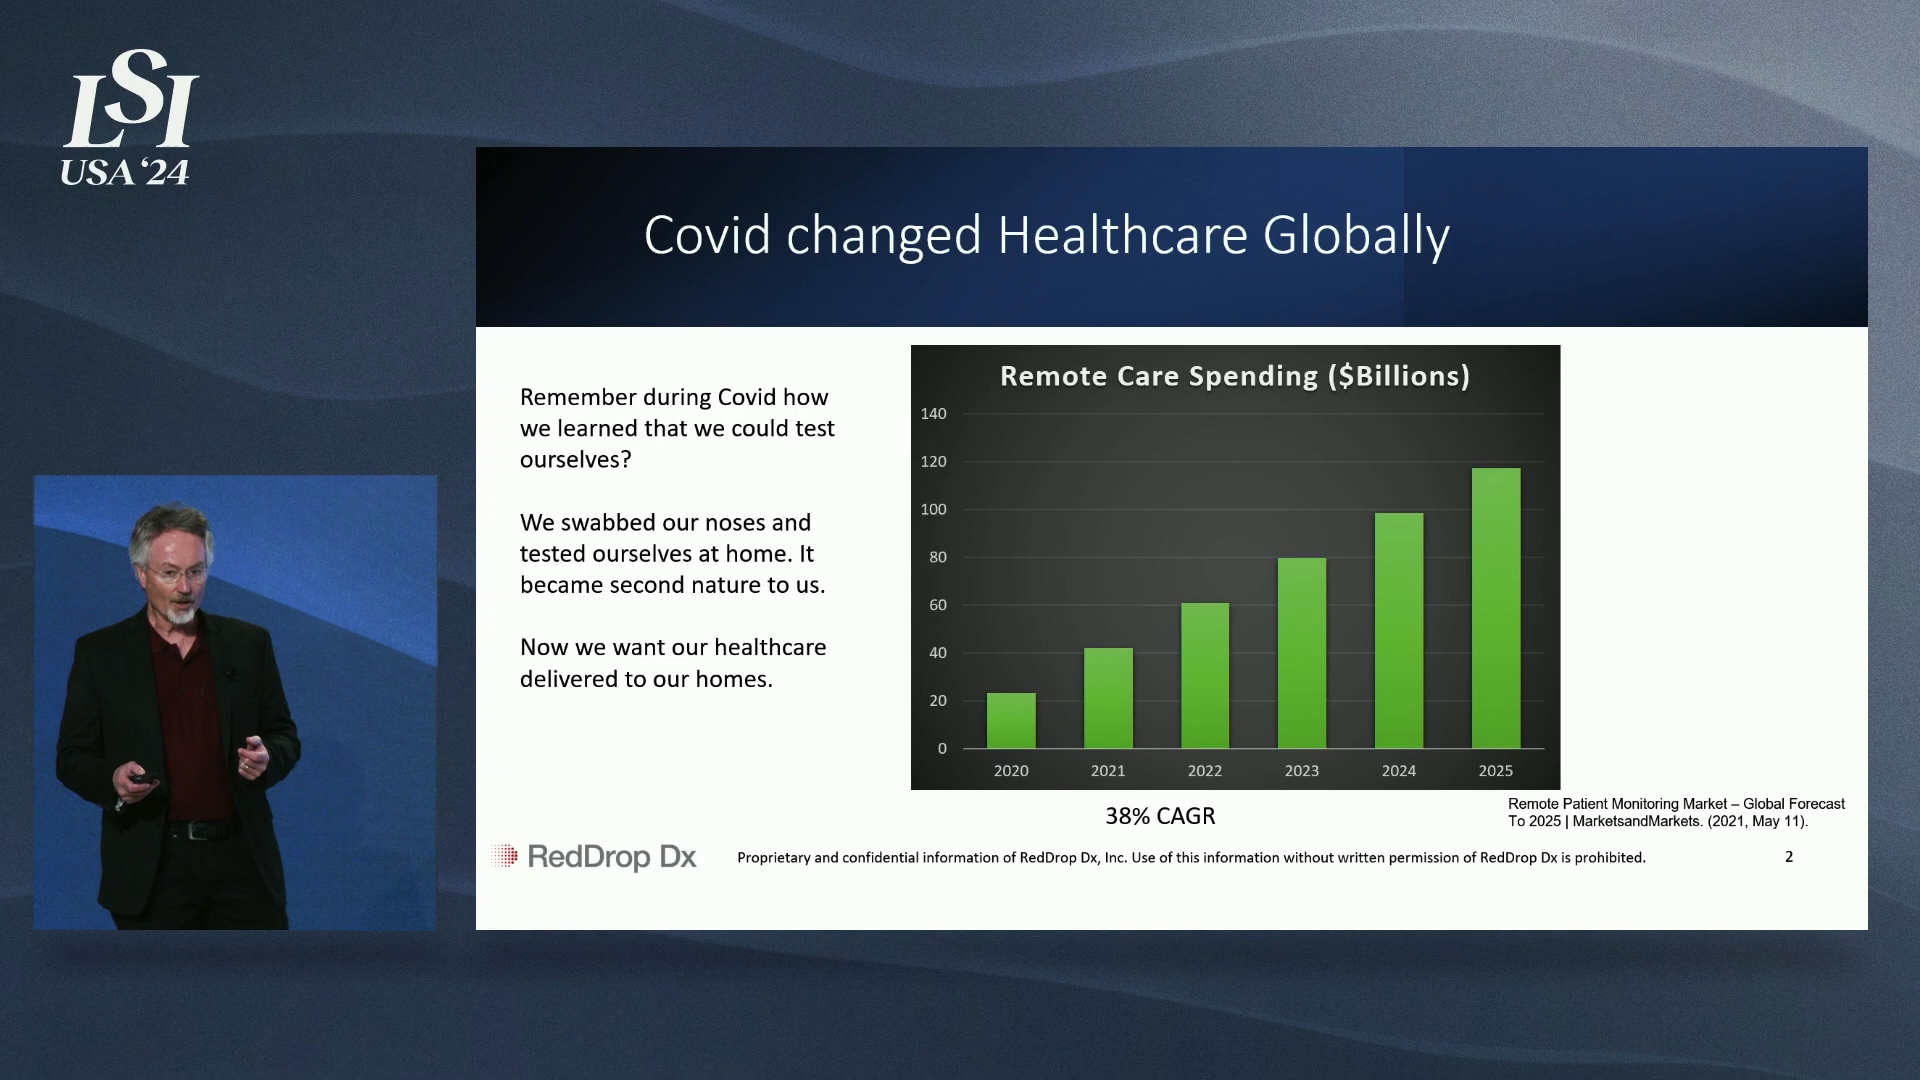 LSI
USA '24
Covid changed Healthcare Globally
Remember during Covid how
we learned that we could test
ourselves?
We swabbed our noses and
tested ourselves at home. It
became second nature to us.
Now we want our healthcare
delivered to our homes.
Remote Care Spending ($Billions)
140
120
100
80
60
40
20
0
2020 2021 2022 2023 2024 2025
38% CAGR
Remote Patient Monitoring Market – Global Forecast
To 2025 | MarketsandMarkets. (2021, May 11).
RedDrop Dx
Proprietary and confidential information of RedDrop Dx, Inc. Use of this information without written permission of RedDrop Dx is prohibited.
2